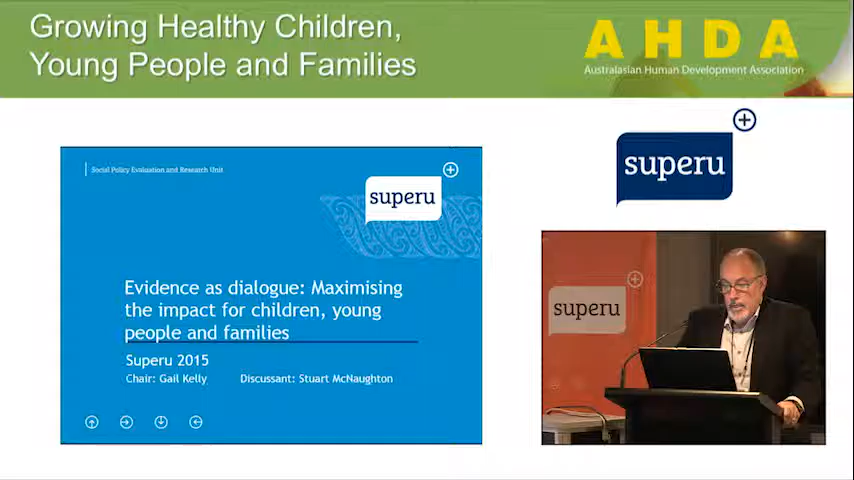 Growing Healthy Children,
Young People and Families
AHDA
Australasian Human Development Association
superu
Social Policy Evaluation and Research Unit
superu
Evidence as dialogue: Maximising
the impact for children, young
people and families
Superu 2015
Chair: Gail Kelly Discussant: Stuart McNaughton
superu